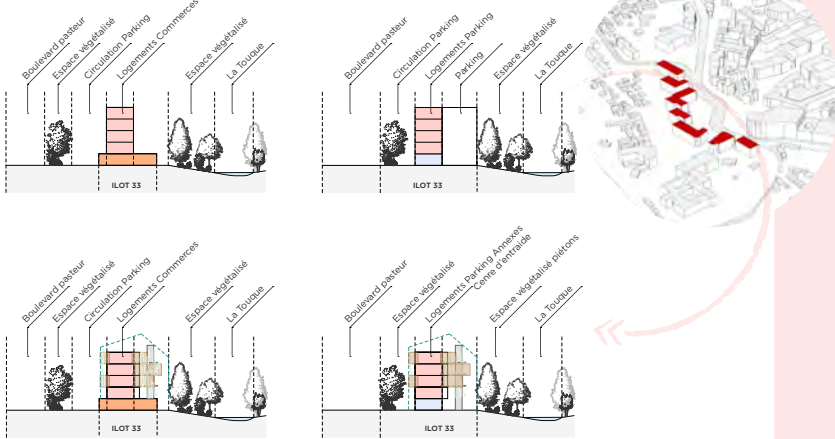 Boulevard pasteur
Espace végétalisé
Circulation Parking
Logements Commerces
Espace végétalisé
La Touque
ILOT 33
Boulevard pasteur
Circulation Parking
Logements Parking
Parking
Espace végétalisé
La Touque
ILOT 33
Boulevard pasteur
Espace végétalisé
Circulation Parking
Logements Commerces
Espace végétalisé
La Touque
ILOT 33
Boulevard pasteur
Espace végétalisé
Logements Parking Annexes
Cenre d'entraide
Espace végétalisé piétons
La Touque
ILOT 33